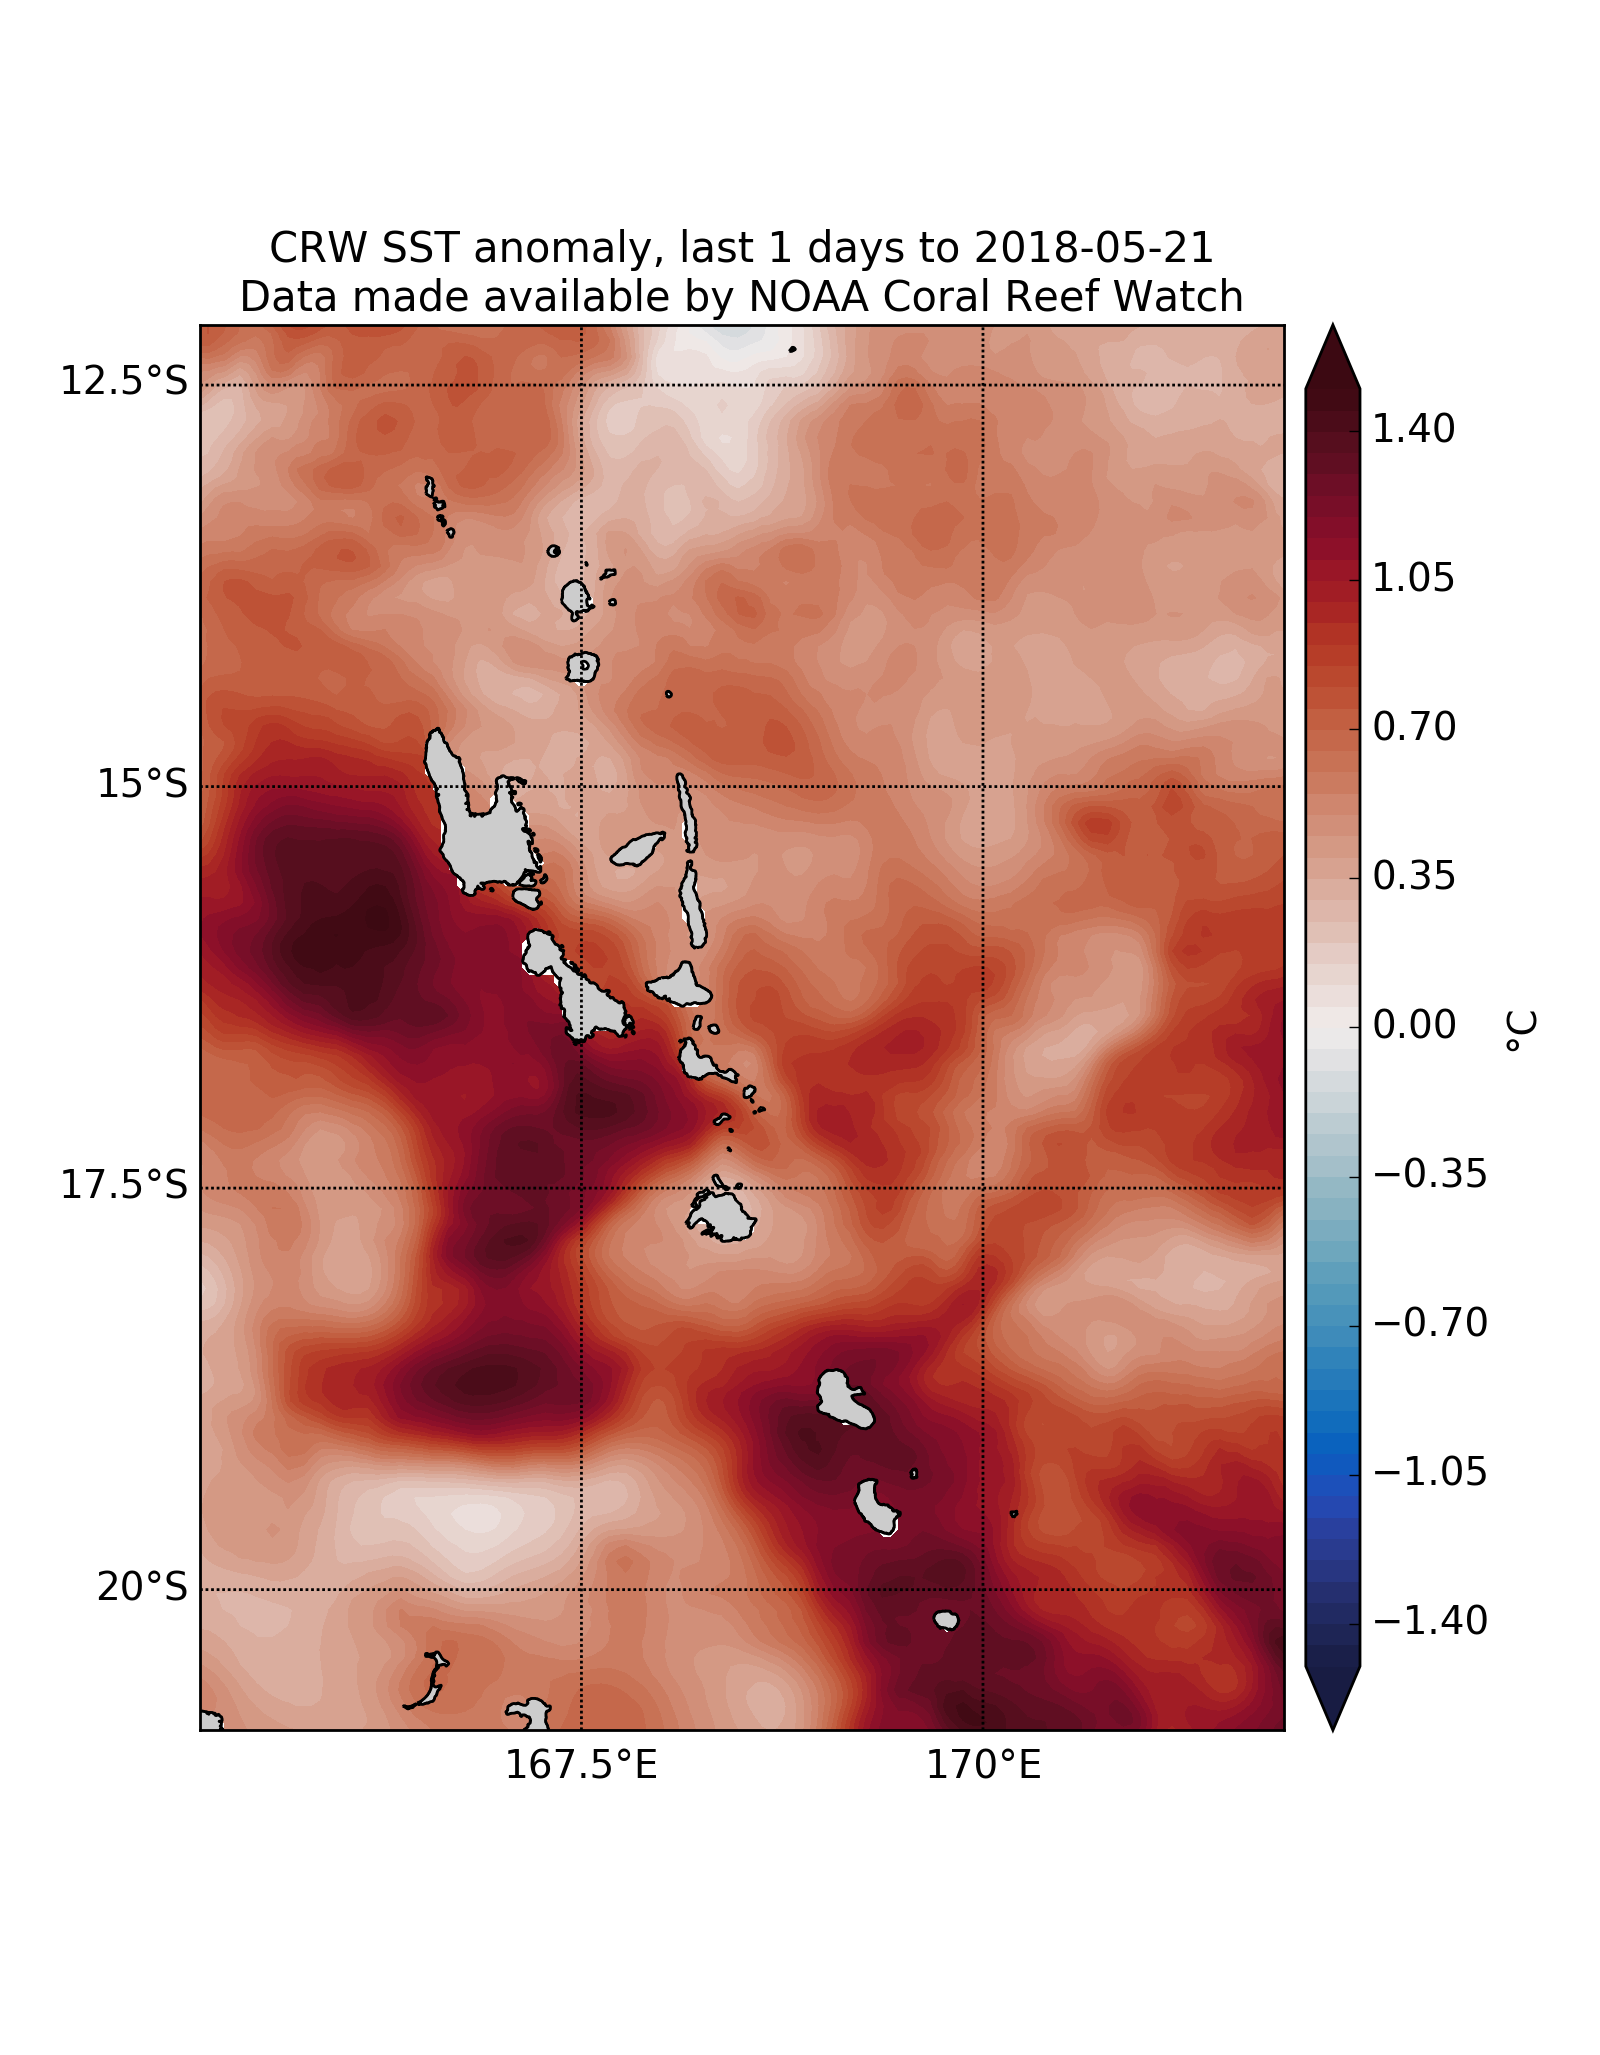 CRW SST anomaly, last 1 days to 2018-05-21
Data made available by NOAA Coral Reef Watch
12.5°S
15°S
17.5°S
20°S
167.5°E
170°E
1.40
1.05
0.70
0.35
0.00
−0.35
−0.70
−1.05
−1.40
°C